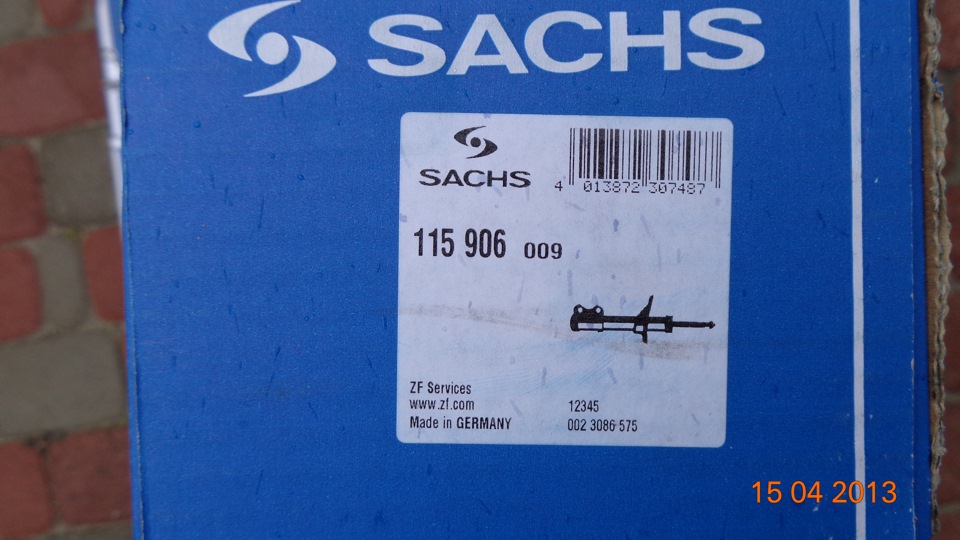 SACHS
SACHS
4 013872 307487
115 906 009
ZF Services
www.zf.com
12345
Made in GERMANY
002 3086 575
15 04 2013